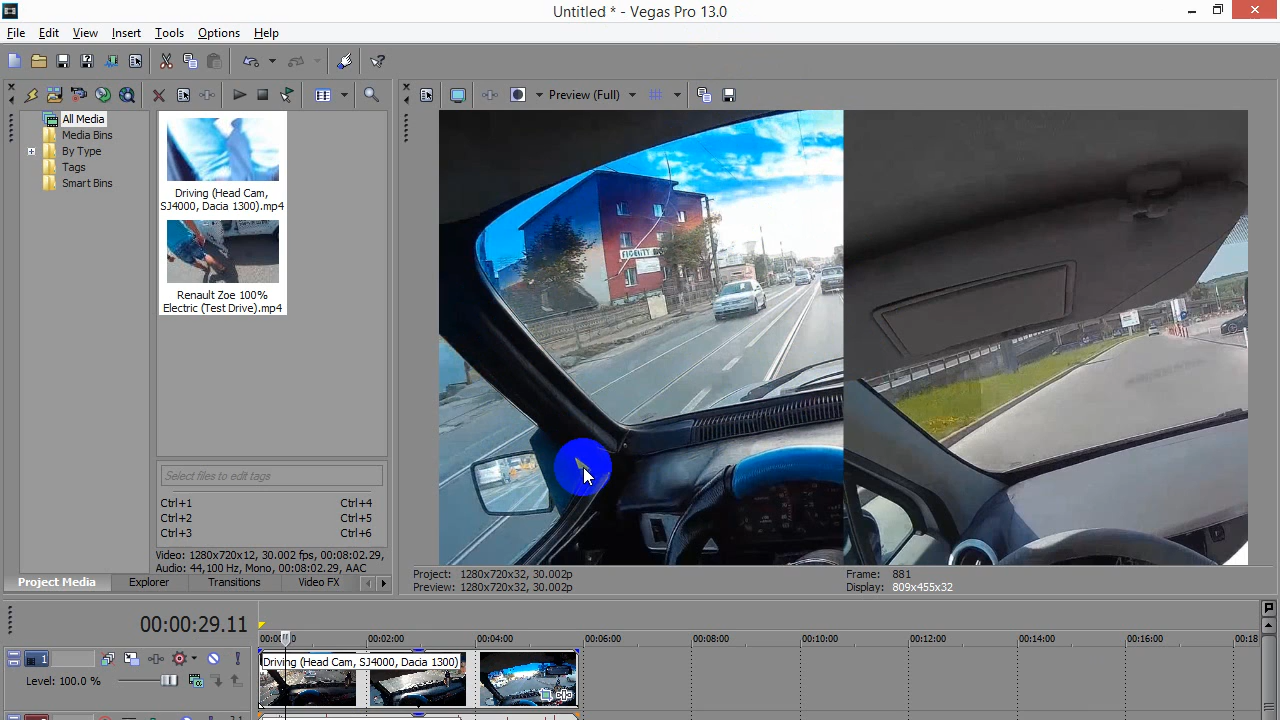 Untitled * - Vegas Pro 13.0
File Edit View Insert Tools Options Help
Preview (Full)
All Media
Media Bins
By Type
Tags
Smart Bins
Driving (Head Cam,
SJ4000, Dacia 1300).mp4
Renault Zoe 100%
Electric (Test Drive).mp4
Select files to edit tags
Ctrl+1 Ctrl+4
Ctrl+2 Ctrl+5
Ctrl+3 Ctrl+6
Video: 1280x720x12, 30.002 fps, 00:08:02.29,
Audio: 44,100 Hz, Mono, 00:08:02.29, AAC
Project Media Explorer Transitions Video FX
Project: 1280x720x32, 30.002p
Preview: 1280x720x32, 30.002p
Frame: 881
Display: 809x455x32
00:00:29.11
00:02:00 00:04:00 00:06:00 00:08:00 00:10:00 00:12:00 00:14:00 00:16:00 00:18
1
Driving (Head Cam, SJ4000, Dacia 1300)
Level: 100.0 %